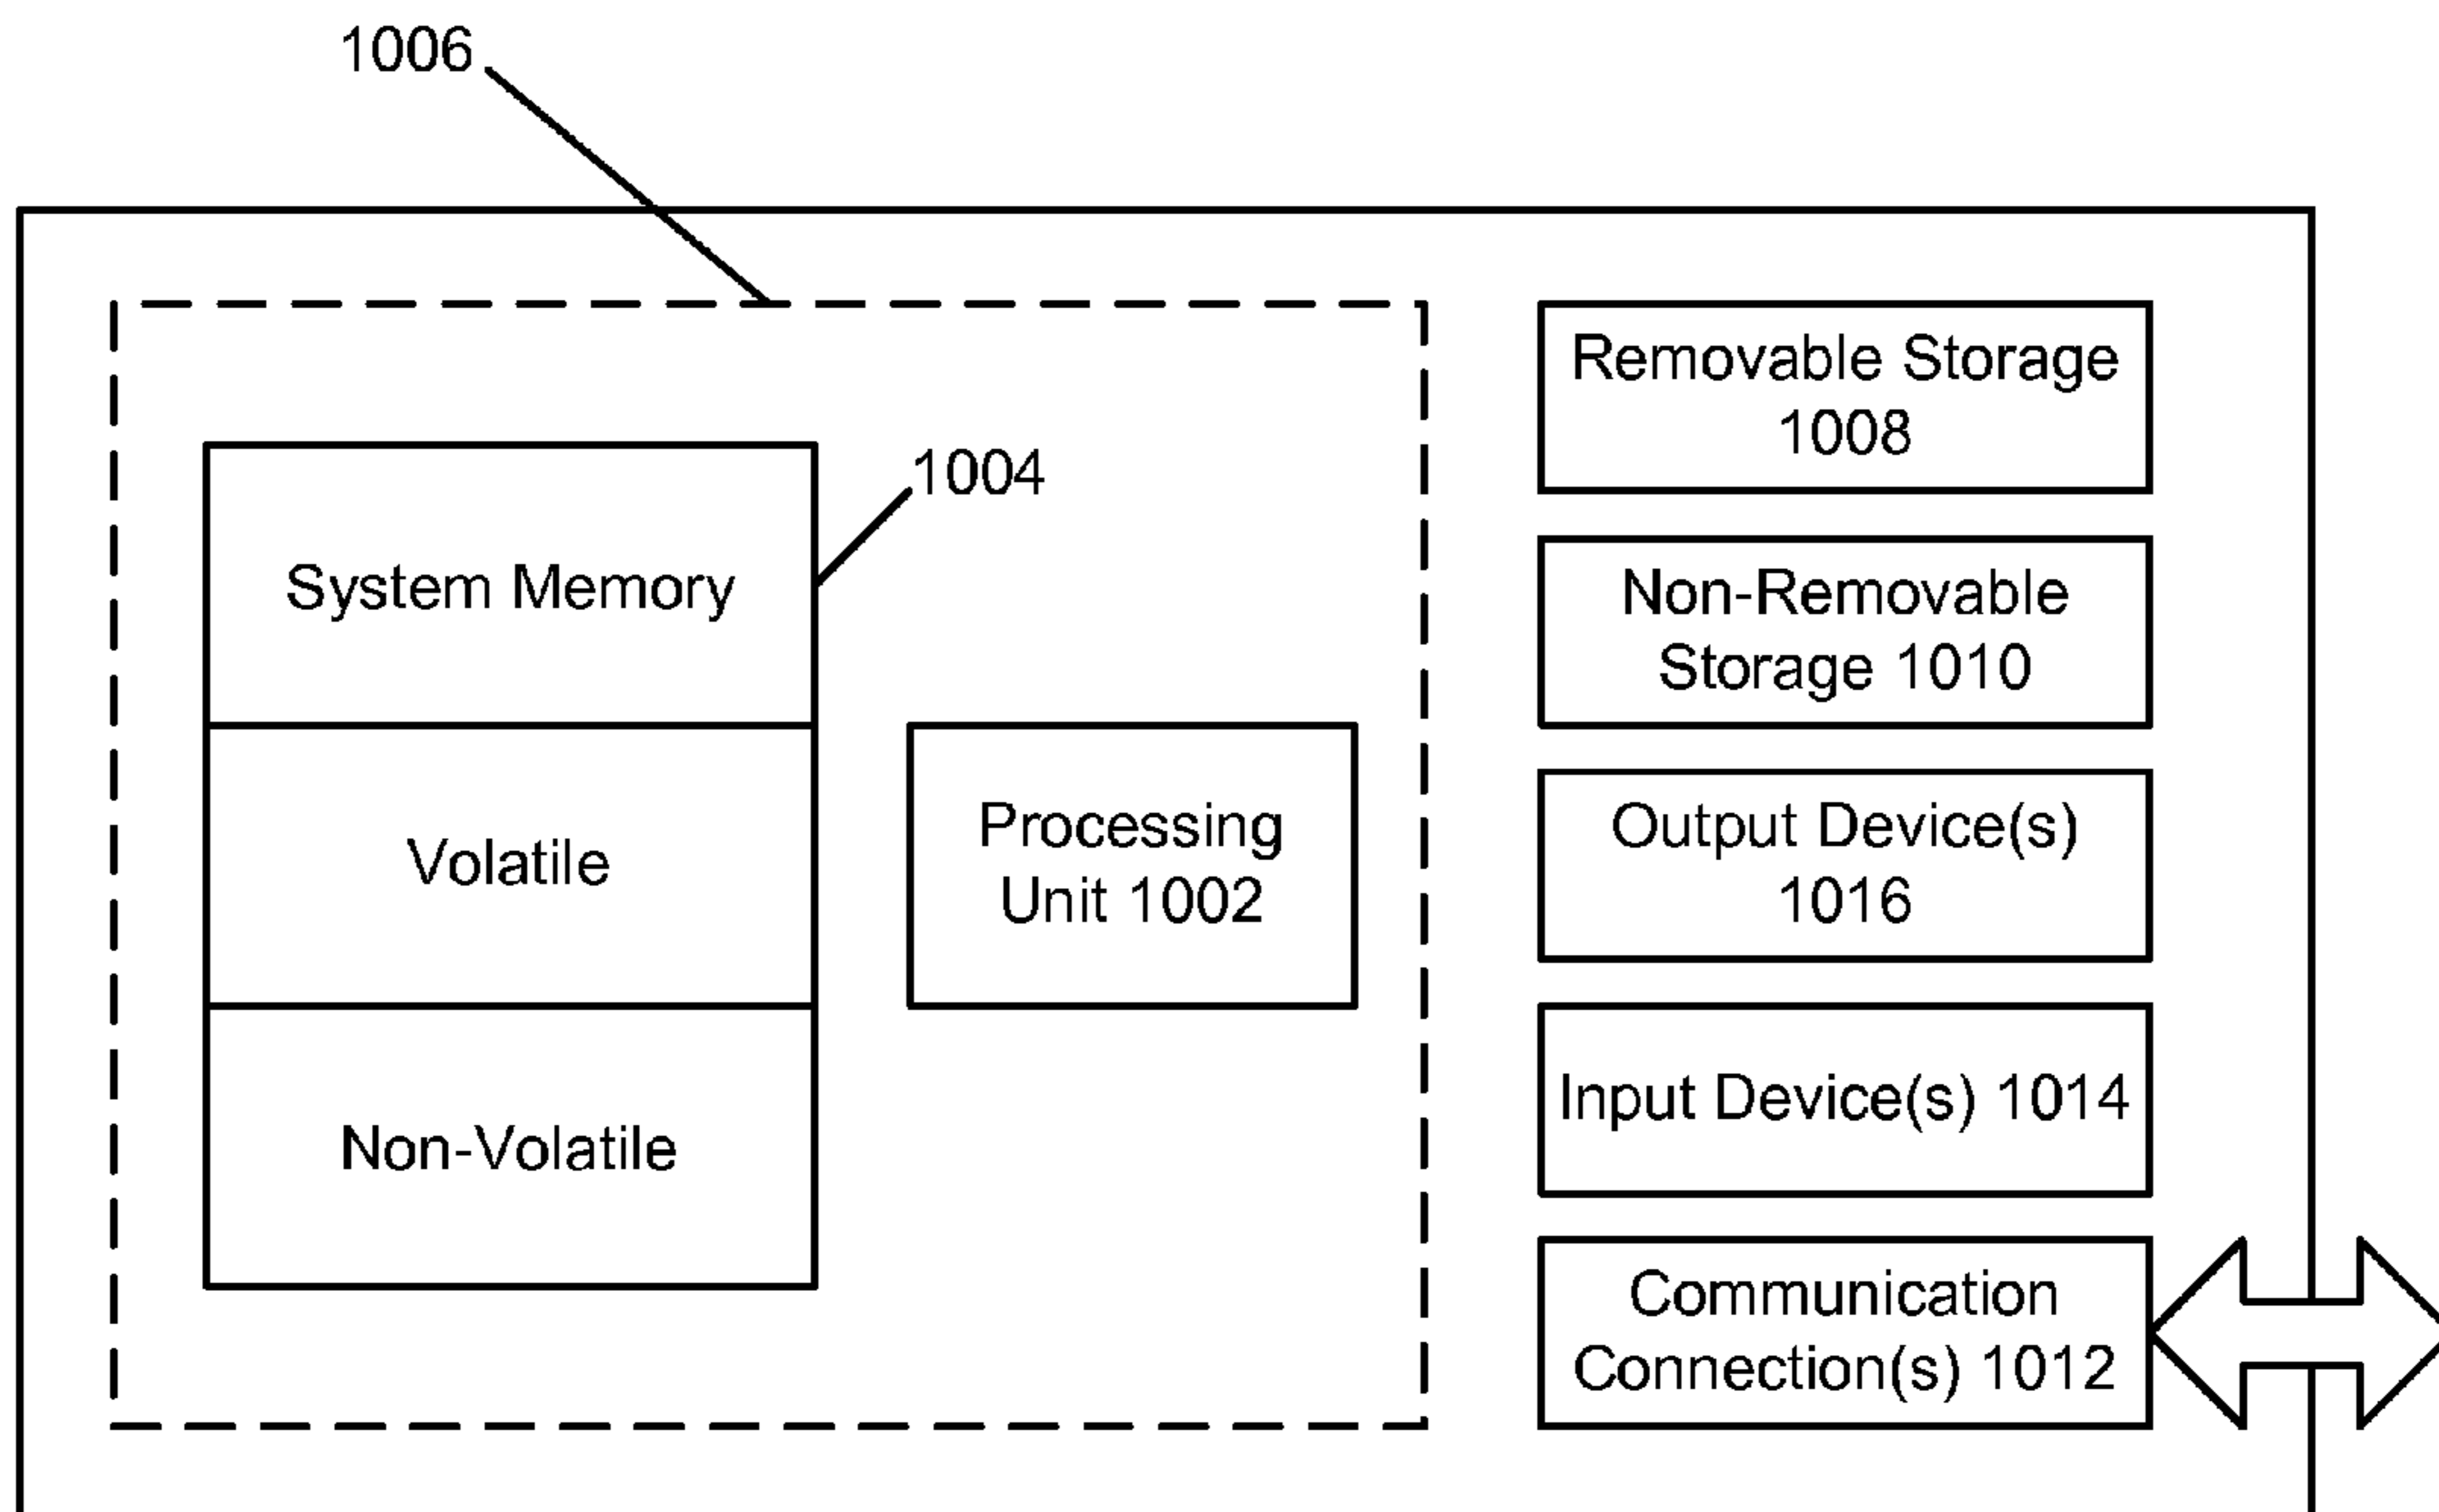 1006
1004
System Memory
Volatile
Non-Volatile
Processing
Unit 1002
Removable Storage
1008
Non-Removable
Storage 1010
Output Device(s)
1016
Input Device(s) 1014
Communication
Connection(s) 1012